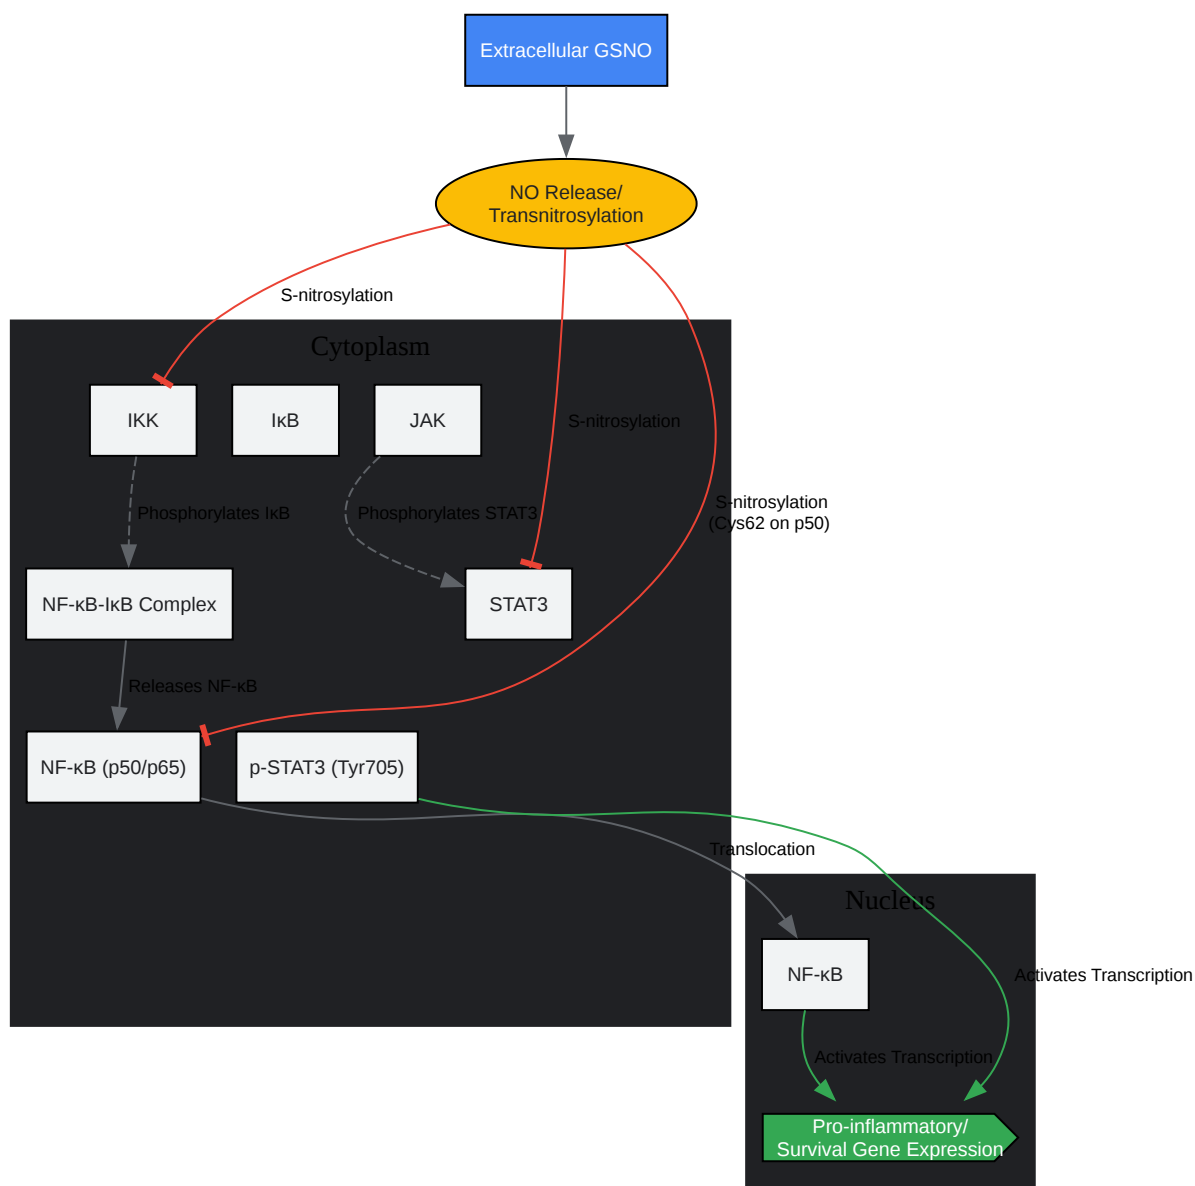 Extracellular GSNO
NO Release/
Transnitrosylation
S-nitrosylation
Cytoplasm
IKK
IκB
JAK
S-nitrosylation
S-nitrosylation
(Cys62 on p50)
Phosphorylates IκB
Phosphorylates STAT3
NF-κB-IκB Complex
STAT3
Releases NF-κB
NF-κB (p50/p65)
p-STAT3 (Tyr705)
Translocation
Nucleus
NF-κB
Activates Transcription
Activates Transcription
Pro-inflammatory/
Survival Gene Expression